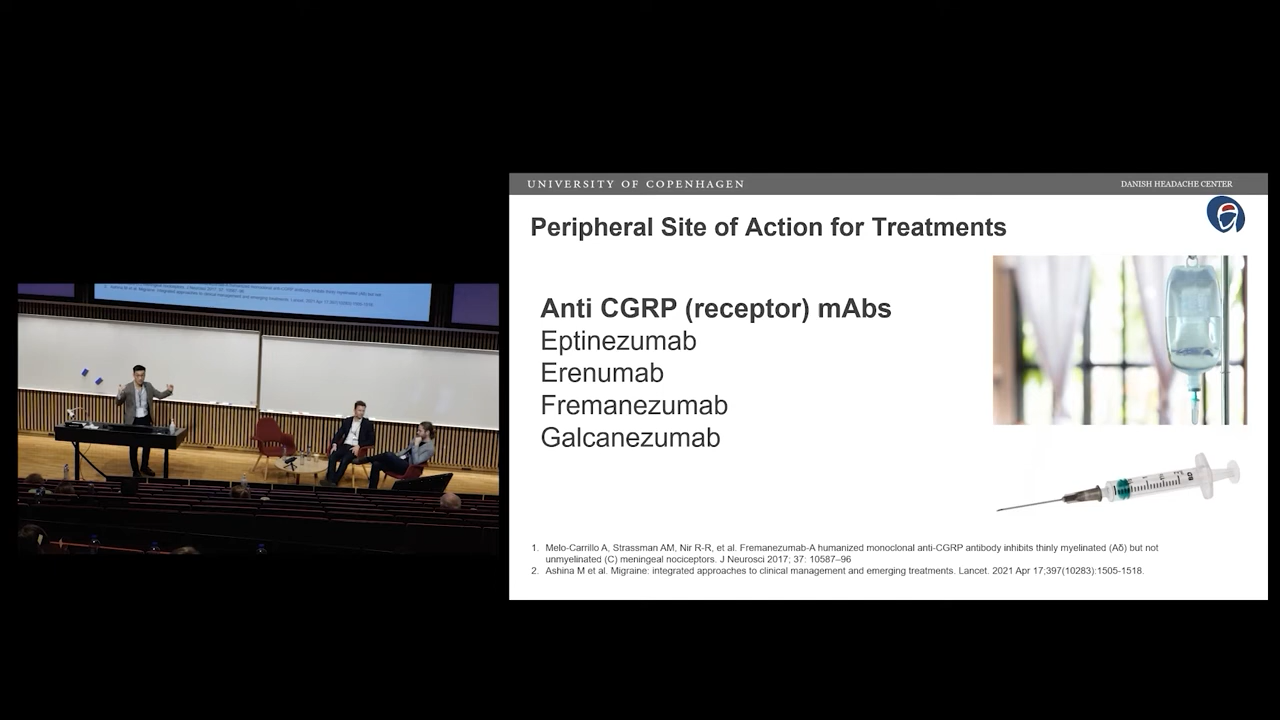 UNIVERSITY OF COPENHAGEN
DANISH HEADACHE CENTER
Peripheral Site of Action for Treatments
Anti CGRP (receptor) mAbs
Eptinezumab
Erenumab
Fremanezumab
Galcanezumab
1. Melo-Carrillo A, Strassman AM, Nir R-R, et al. Fremanezumab-A humanized monoclonal anti-CGRP antibody inhibits thinly myelinated (Aδ) but not
unmyelinated (C) meningeal nociceptors. J Neurosci 2017; 37: 10587–96
2. Ashina M et al. Migraine: integrated approaches to clinical management and emerging treatments. Lancet. 2021 Apr 17;397(10283):1505-1518.